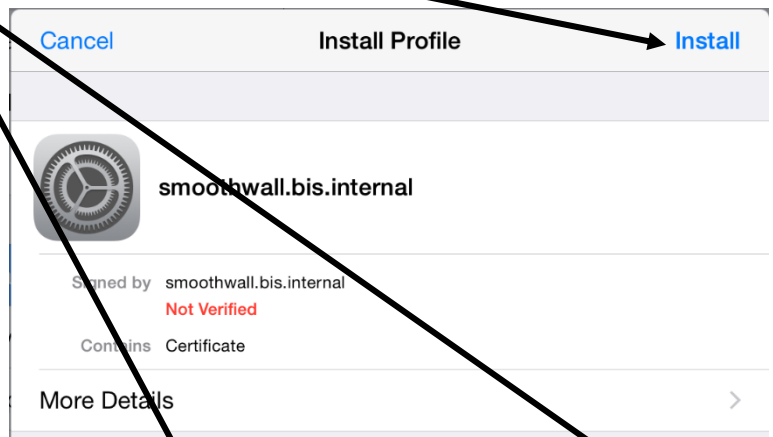 Cancel Install Profile Install
smoothwall.bis.internal
Signed by smoothwall.bis.internal
Not Verified
Contains Certificate
More Details